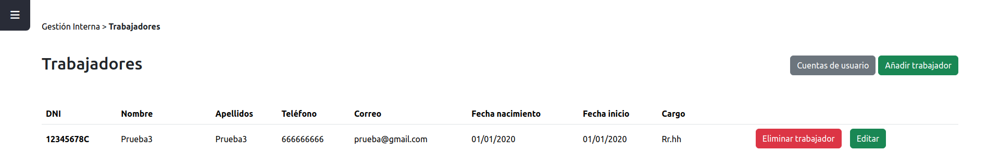 Gestión Interna > Trabajadores
Trabajadores
Cuentas de usuario Añadir trabajador
DNI Nombre Apellidos Teléfono Correo Fecha nacimiento Fecha inicio Cargo
12345678C Prueba3 Prueba3 666666666 prueba@gmail.com 01/01/2020 01/01/2020 Rr.hh Eliminar trabajador Editar